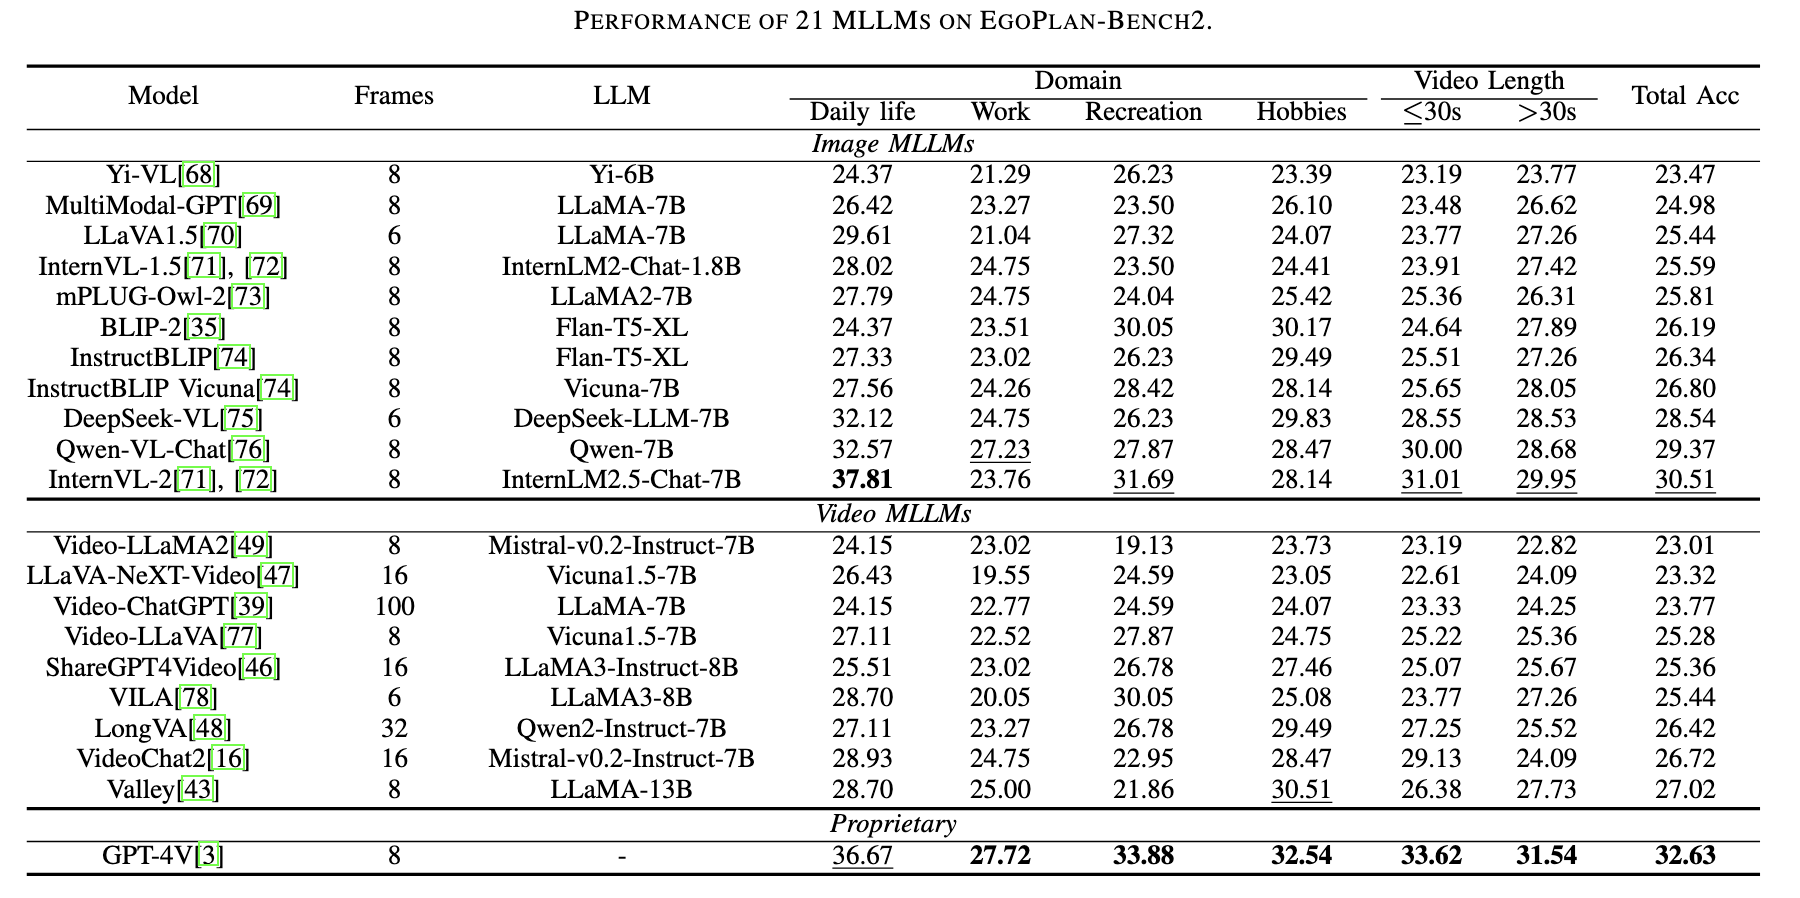 PERFORMANCE OF 21 MLLMS ON EGOPLAN-BENCH2.
Model Frames LLM Domain Video Length Total Acc
Daily life Work Recreation Hobbies ≤30s >30s
Image MLLMs
Yi-VL[68] 8 Yi-6B 24.37 21.29 26.23 23.39 23.19 23.77 23.47
MultiModal-GPT[69] 8 LLaMA-7B 26.42 23.27 23.50 26.10 23.48 26.62 24.98
LLaVA1.5[70] 6 LLaMA-7B 29.61 21.04 27.32 24.07 23.77 27.26 25.44
InternVL-1.5[71], [72] 8 InternLM2-Chat-1.8B 28.02 24.75 23.50 24.41 23.91 27.42 25.59
mPLUG-Owl-2[73] 8 LLaMA2-7B 27.79 24.75 24.04 25.42 25.36 26.31 25.81
BLIP-2[35] 8 Flan-T5-XL 24.37 23.51 30.05 30.17 24.64 27.89 26.19
InstructBLIP[74] 8 Flan-T5-XL 27.33 23.02 26.23 29.49 25.51 27.26 26.34
InstructBLIP Vicuna[74] 8 Vicuna-7B 27.56 24.26 28.42 28.14 25.65 28.05 26.80
DeepSeek-VL[75] 6 DeepSeek-LLM-7B 32.12 24.75 26.23 29.83 28.55 28.53 28.54
Qwen-VL-Chat[76] 8 Qwen-7B 32.57 27.23 27.87 28.47 30.00 28.68 29.37
InternVL-2[71], [72] 8 InternLM2.5-Chat-7B 37.81 23.76 31.69 28.14 31.01 29.95 30.51
Video MLLMs
Video-LLaMA2[49] 8 Mistral-v0.2-Instruct-7B 24.15 23.02 19.13 23.73 23.19 22.82 23.01
LLaVA-NeXT-Video[47] 16 Vicuna1.5-7B 26.43 19.55 24.59 23.05 22.61 24.09 23.32
Video-ChatGPT[39] 100 LLaMA-7B 24.15 22.77 24.59 24.07 23.33 24.25 23.77
Video-LLaVA[77] 8 Vicuna1.5-7B 27.11 22.52 27.87 24.75 25.22 25.36 25.28
ShareGPT4Video[46] 16 LLaMA3-Instruct-8B 25.51 23.02 26.78 27.46 25.07 25.67 25.36
VILA[78] 6 LLaMA3-8B 28.70 20.05 30.05 25.08 23.77 27.26 25.44
LongVA[48] 32 Qwen2-Instruct-7B 27.11 23.27 26.78 29.49 27.25 25.52 26.42
VideoChat2[16] 16 Mistral-v0.2-Instruct-7B 28.93 24.75 22.95 28.47 29.13 24.09 26.72
Valley[43] 8 LLaMA-13B 28.70 25.00 21.86 30.51 26.38 27.73 27.02
Proprietary
GPT-4V[3] 8 - 36.67 27.72 33.88 32.54 33.62 31.54 32.63